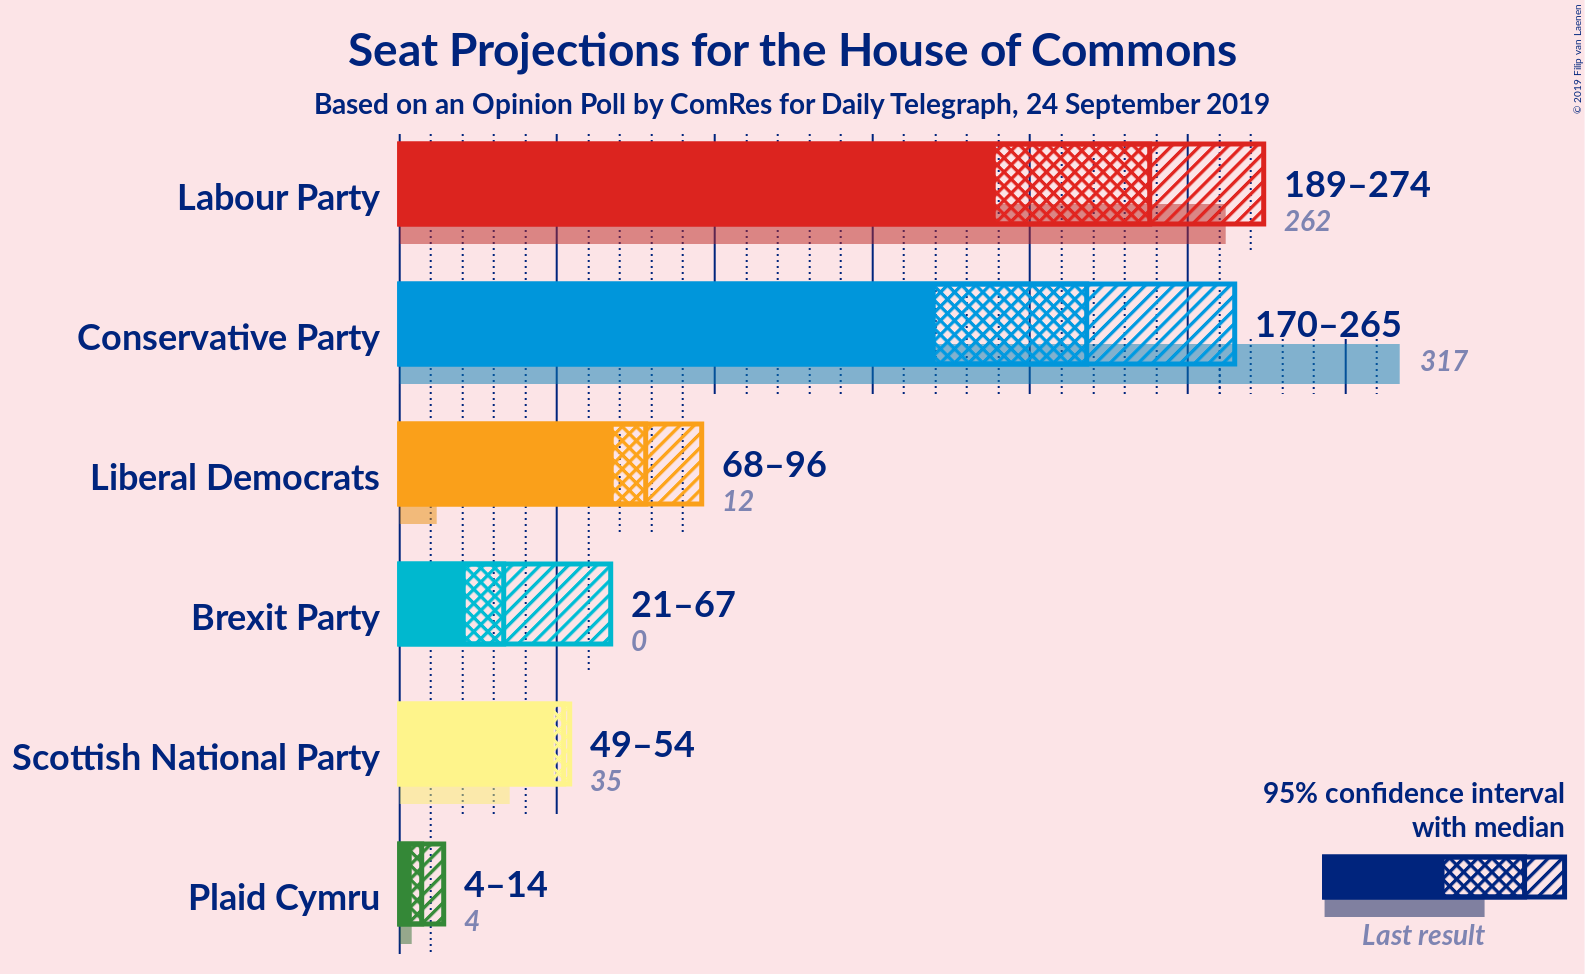 Seat Projections for the House of Commons
Based on an Opinion Poll by ComRes for Daily Telegraph, 24 September 2019
© 2019 Filip van Laenen
Labour Party
189–274
262
Conservative Party
170–265
317
Liberal Democrats
68–96
12
Brexit Party
21–67
0
Scottish National Party
49–54
35
Plaid Cymru
4–14
4
95% confidence interval
with median
Last result